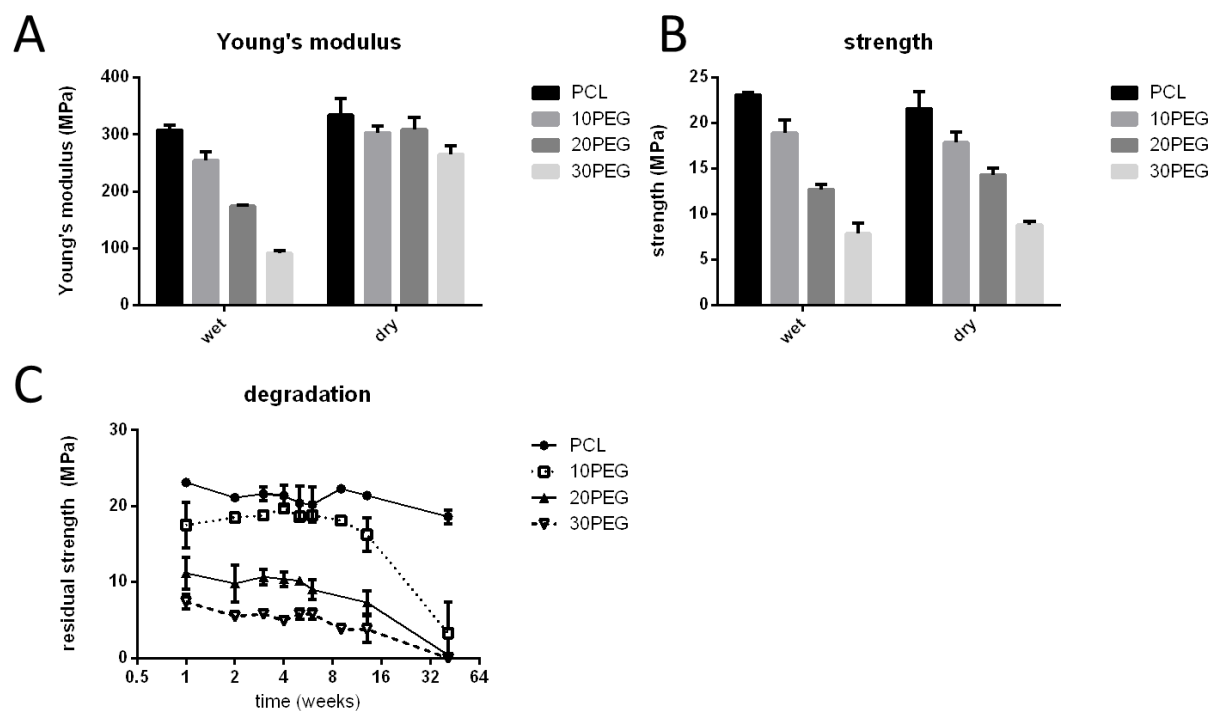 A
Young's modulus
Young's modulus (MPa)
400
300
200
100
0
wet
dry
PCL
10PEG
20PEG
30PEG
B
strength
strength (MPa)
25
20
15
10
5
0
wet
dry
PCL
10PEG
20PEG
30PEG
C
degradation
residual strength (MPa)
30
20
10
0
0.5 1 2 4 8 16 32 64
time (weeks)
PCL
10PEG
20PEG
30PEG